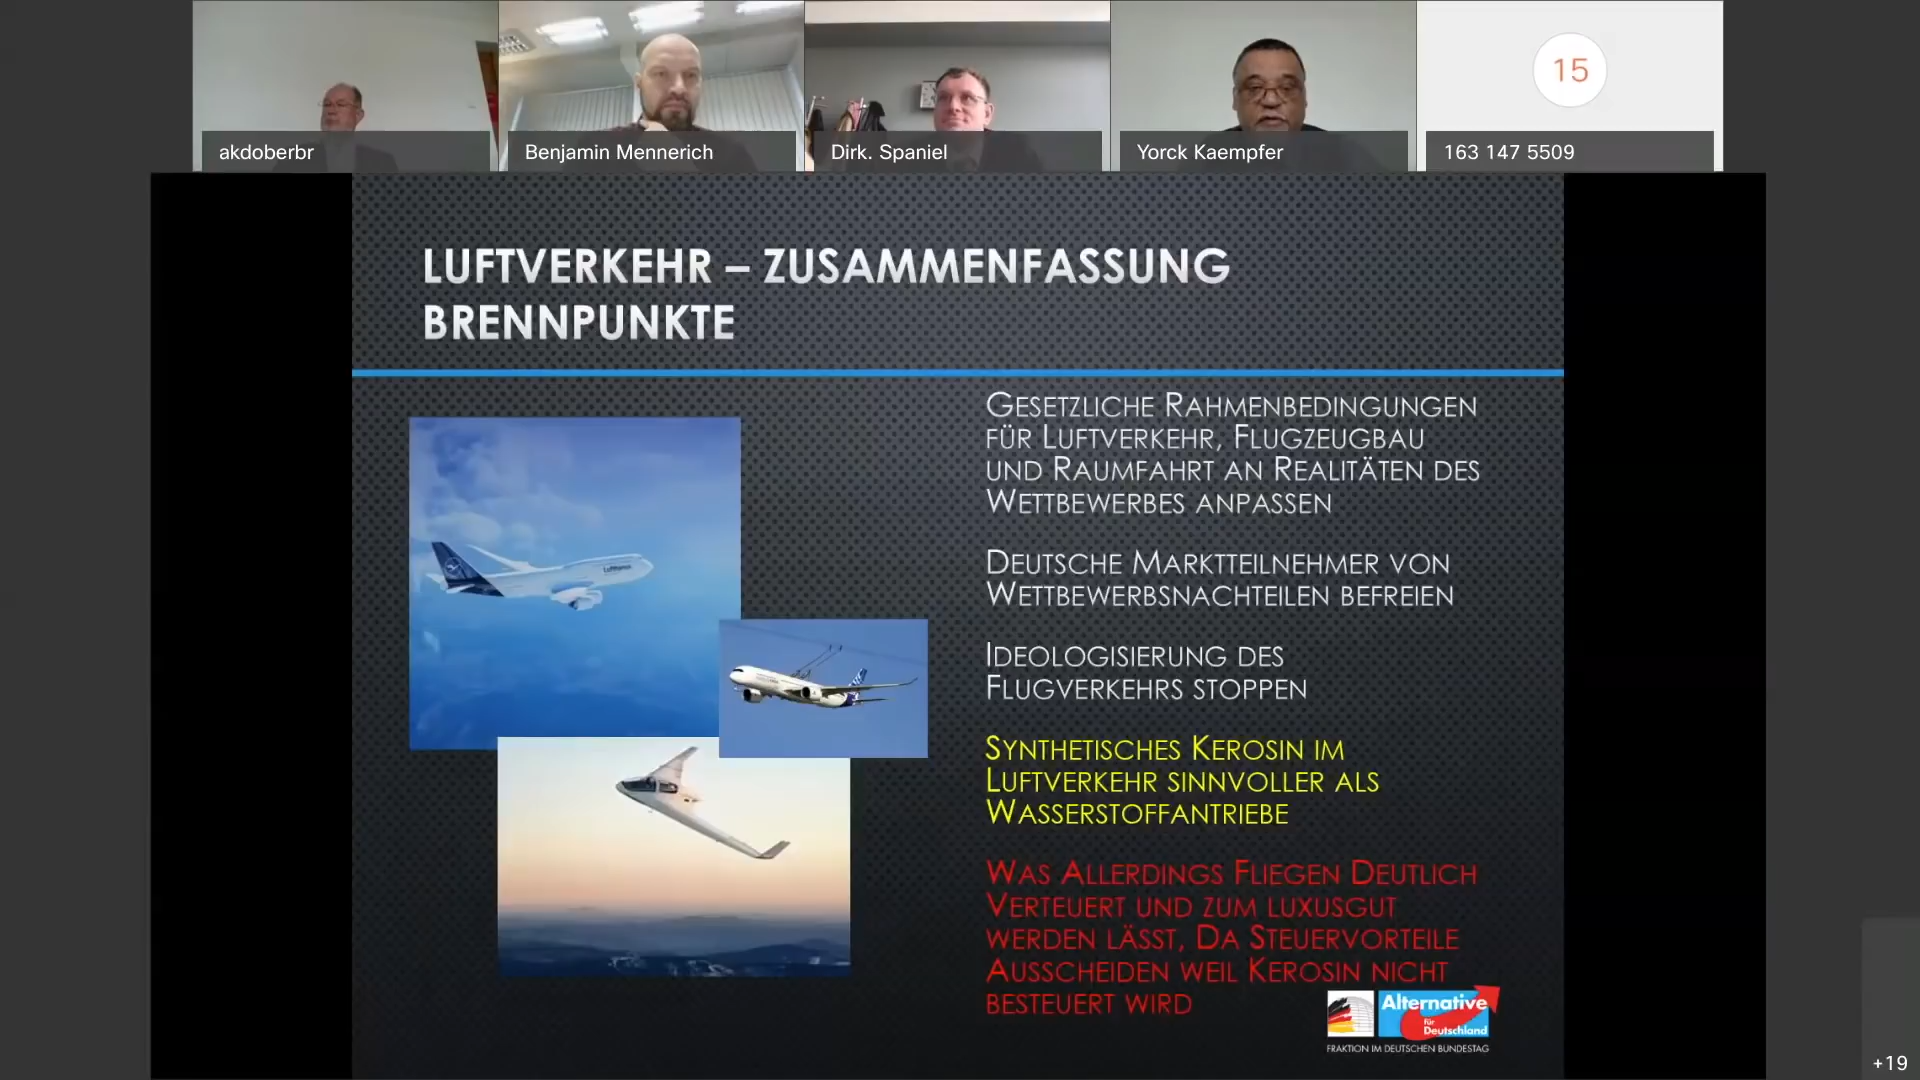 15
akdoberbr
Benjamin Mennerich
Dirk. Spaniel
Yorck Kaempfer
163 147 5509
LUFTVERKEHR – ZUSAMMENFASSUNG
BRENNPUNKTE
GESETZLICHE RAHMENBEDINGUNGEN
FÜR LUFTVERKEHR, FLUGZEUGBAU
UND RAUMFAHRT AN REALITÄTEN DES
WETTBEWERBES ANPASSEN
DEUTSCHE MARKTTEILNEHMER VON
WETTBEWERBSNACHTEILEN BEFREIEN
IDEOLOGISIERUNG DES
FLUGVERKEHRS STOPPEN
SYNTHETISCHES KEROSIN IM
LUFTVERKEHR SINNVOLLER ALS
WASSERSTOFFANTRIEBE
WAS ALLERDINGS FLIEGEN DEUTLICH
VERTEUERT UND ZUM LUXUSGUT
WERDEN LÄSST, DA STEUERVORTEILE
AUSSCHEIDEN WEIL KEROSIN NICHT
BESTEUERT WIRD
Lufthansa
Alternative
für
Deutschland
FRAKTION IM DEUTSCHEN BUNDESTAG
+19